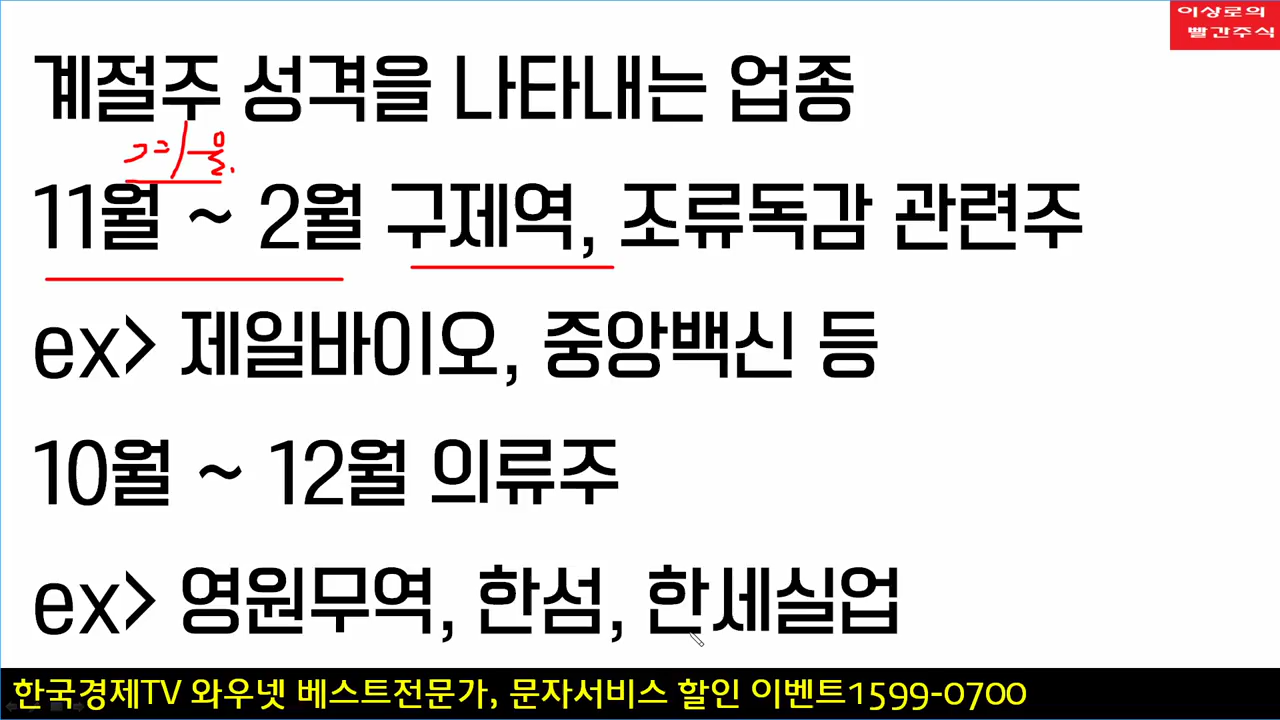 이상로의
빨간주식
계절주 성격을 나타내는 업종
겨울
11월 ~ 2월 구제역, 조류독감 관련주
ex> 제일바이오, 중앙백신 등
10월 ~ 12월 의류주
ex> 영원무역, 한섬, 한세실업
한국경제TV 와우넷 베스트전문가, 문자서비스 할인 이벤트1599-0700